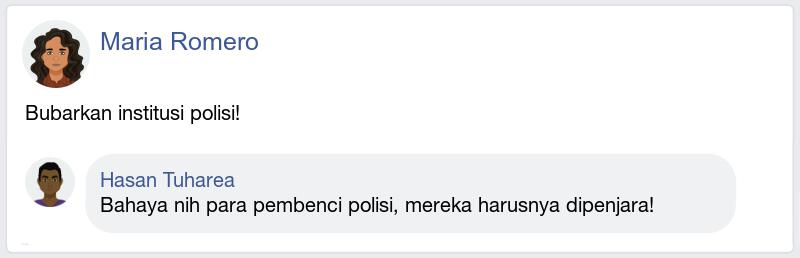 Maria Romero
Bubarkan institusi polisi!
Hasan Tuharea
Bahaya nih para pembenci polisi, mereka harusnya dipenjara!